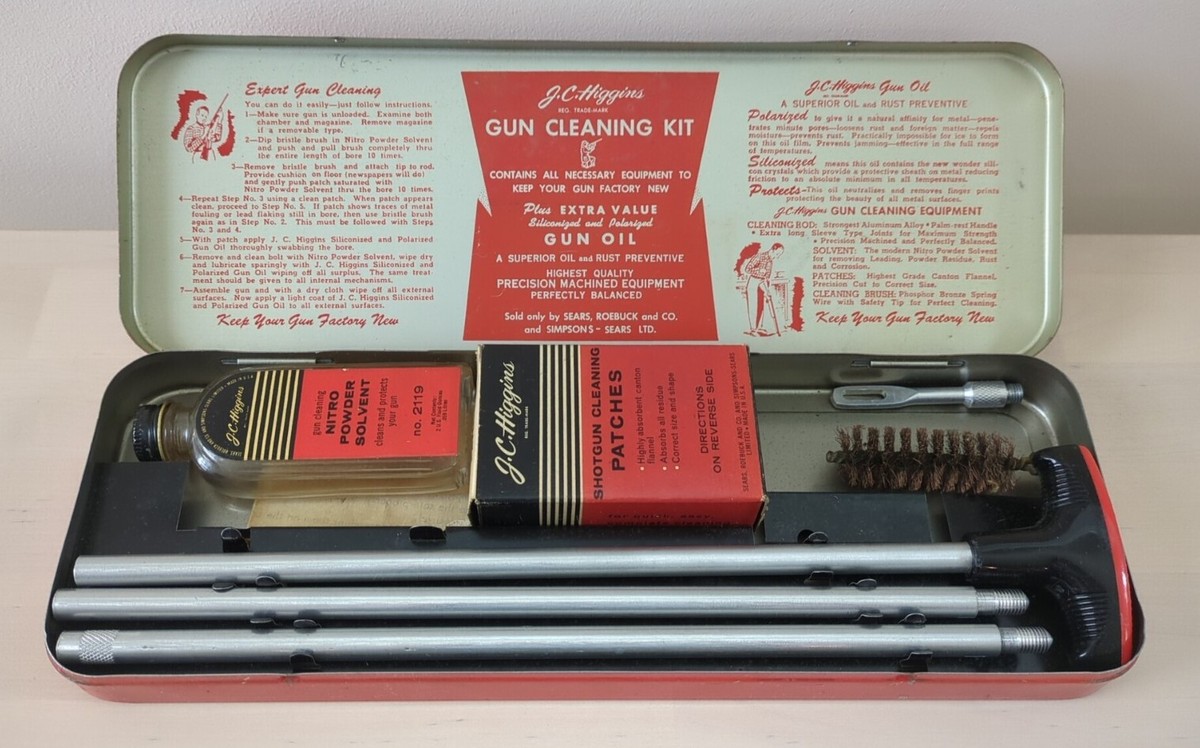 Expert Gun Cleaning
You can do it easily—just follow instructions.
1—Make sure gun is unloaded. Examine both
chamber and magazine. Remove magazine
if a removable type.
2—Dip bristle brush in Nitro Powder Solvent
and push and pull brush completely thru
the entire length of bore 10 times.
3—Remove bristle brush and attach tip to rod.
Provide cushion on floor (newspapers will do)
and gently push patch saturated with
Nitro Powder Solvent thru the bore 10 times.
4—Repeat Step No. 3 using a clean patch. When patch appears
clean, proceed to Step No. 5. If patch shows traces of metal
fouling or lead flaking still in bore, then use bristle brush
again as in Step No. 2. This must be followed with Steps
No. 3 and 4.
5—With patch apply J. C. Higgins Siliconized and Polarized
Gun Oil thoroughly swabbing the bore.
6—Remove and clean bolt with Nitro Powder Solvent, wipe dry
and lubricate sparingly with J. C. Higgins Siliconized and
Polarized Gun Oil wiping off all surplus. The same treat-
ment should be given to all internal mechanisms.
7—Assemble gun and with a dry cloth wipe off all external
surfaces. Now apply a light coat of J. C. Higgins Siliconized
and Polarized Gun Oil to all external surfaces.
Keep Your Gun Factory New
J.C.Higgins
REG. TRADE-MARK
GUN CLEANING KIT
CONTAINS ALL NECESSARY EQUIPMENT TO
KEEP YOUR GUN FACTORY NEW
Plus EXTRA VALUE
Siliconized and Polarized
GUN OIL
A SUPERIOR OIL and RUST PREVENTIVE
HIGHEST QUALITY
PRECISION MACHINED EQUIPMENT
PERFECTLY BALANCED
Sold only by SEARS, ROEBUCK and CO.
and SIMPSONS-SEARS LTD.
J.C.Higgins Gun Oil
A SUPERIOR OIL and RUST PREVENTIVE
Polarized to give it a natural affinity for metal—pene-
trates minute pores—loosens rust and foreign matter—repels
moisture—prevents rust. Practically impossible for ice to form
on this oil film. Prevents jamming—effective in the full range
of temperatures.
Siliconized means this oil contains the new wonder sili-
con crystals which provide a protective sheath on metal reducing
friction to an absolute minimum in all temperatures.
Protects—This oil neutralizes and removes finger prints
protecting the beauty of all metal surfaces.
J.C.Higgins GUN CLEANING EQUIPMENT
CLEANING ROD: Strongest Aluminum Alloy • Palm-rest Handle
• Extra long Sleeve Type Joints for Maximum Strength
• Precision Machined and Perfectly Balanced.
SOLVENT: The modern Nitro Powder Solvent
for removing Leading, Powder Residue, Rust
and Corrosion.
PATCHES: Highest Grade Canton Flannel,
Precision Cut to Correct Size.
CLEANING BRUSH: Phosphor Bronze Spring
Wire with Safety Tip for Perfect Cleaning.
Keep Your Gun Factory New
J.C.Higgins
gun cleaning
NITRO
POWDER
SOLVENT
cleans and protects
your gun
no. 2119
J.C.Higgins
REG. TRADE-MARK
SHOTGUN CLEANING
PATCHES
• Highly absorbent canton
flannel
• Absorbs all residue
• Correct size and shape
DIRECTIONS
ON REVERSE SIDE
SEARS, ROEBUCK AND CO. AND SIMPSONS-SEARS
LIMITED • MADE IN U.S.A.